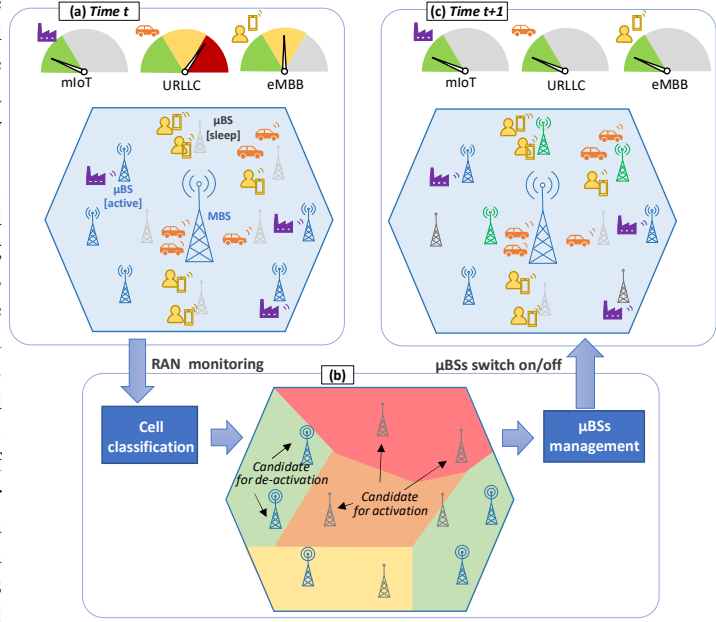 (a) Time t
(c) Time t+1
mIoT
URLLC
eMBB
mIoT
URLLC
eMBB
µBS
[sleep]
µBS
[active]
MBS
RAN monitoring
µBSs switch on/off
(b)
Cell
classification
Candidate
for de-activation
Candidate
for activation
µBSs
management